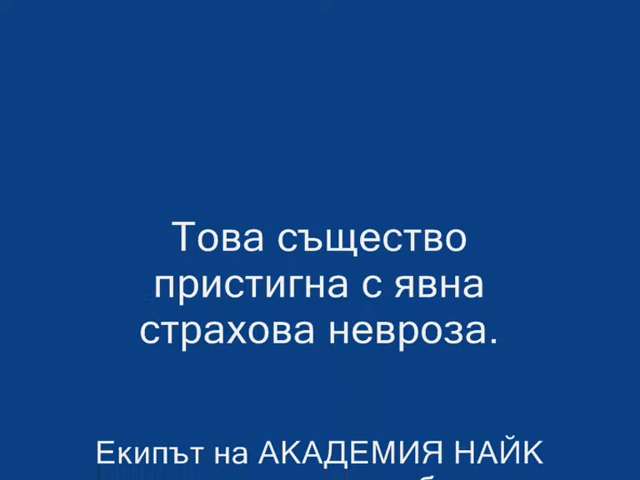 Това същество
пристигна с явна
страхова невроза.
Екипът на АКАДЕМИЯ НАЙК